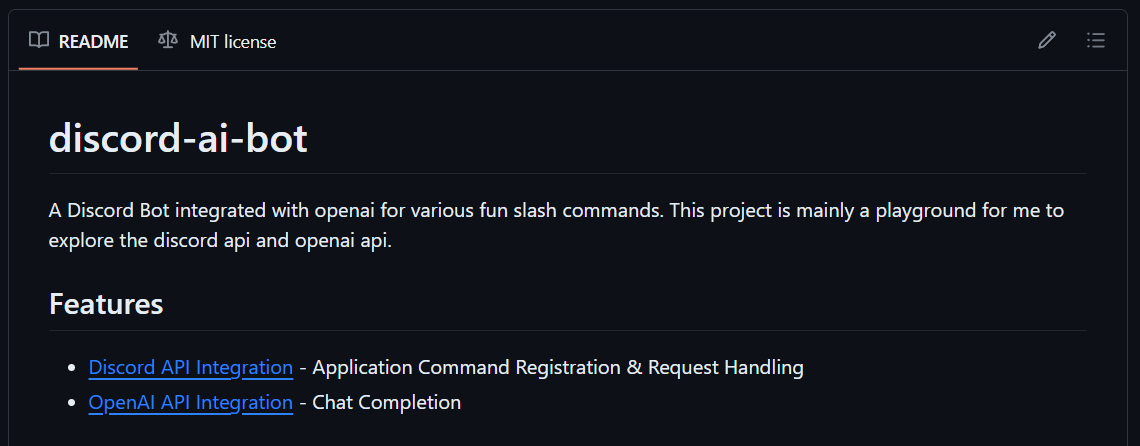 README MIT license
discord-ai-bot
A Discord Bot integrated with openai for various fun slash commands. This project is mainly a playground for me to
explore the discord api and openai api.
Features
Discord API Integration - Application Command Registration & Request Handling
OpenAI API Integration - Chat Completion